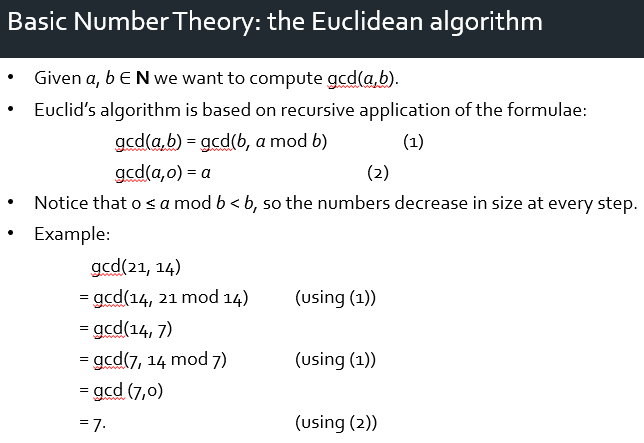 Basic Number Theory: the Euclidean algorithm
• Given a, b ∈ N we want to compute gcd(a,b).
• Euclid's algorithm is based on recursive application of the formulae:
gcd(a,b) = gcd(b, a mod b) (1)
gcd(a,0) = a (2)
• Notice that 0 ≤ a mod b < b, so the numbers decrease in size at every step.
• Example:
gcd(21, 14)
= gcd(14, 21 mod 14) (using (1))
= gcd(14, 7)
= gcd(7, 14 mod 7) (using (1))
= gcd (7,0)
= 7. (using (2))